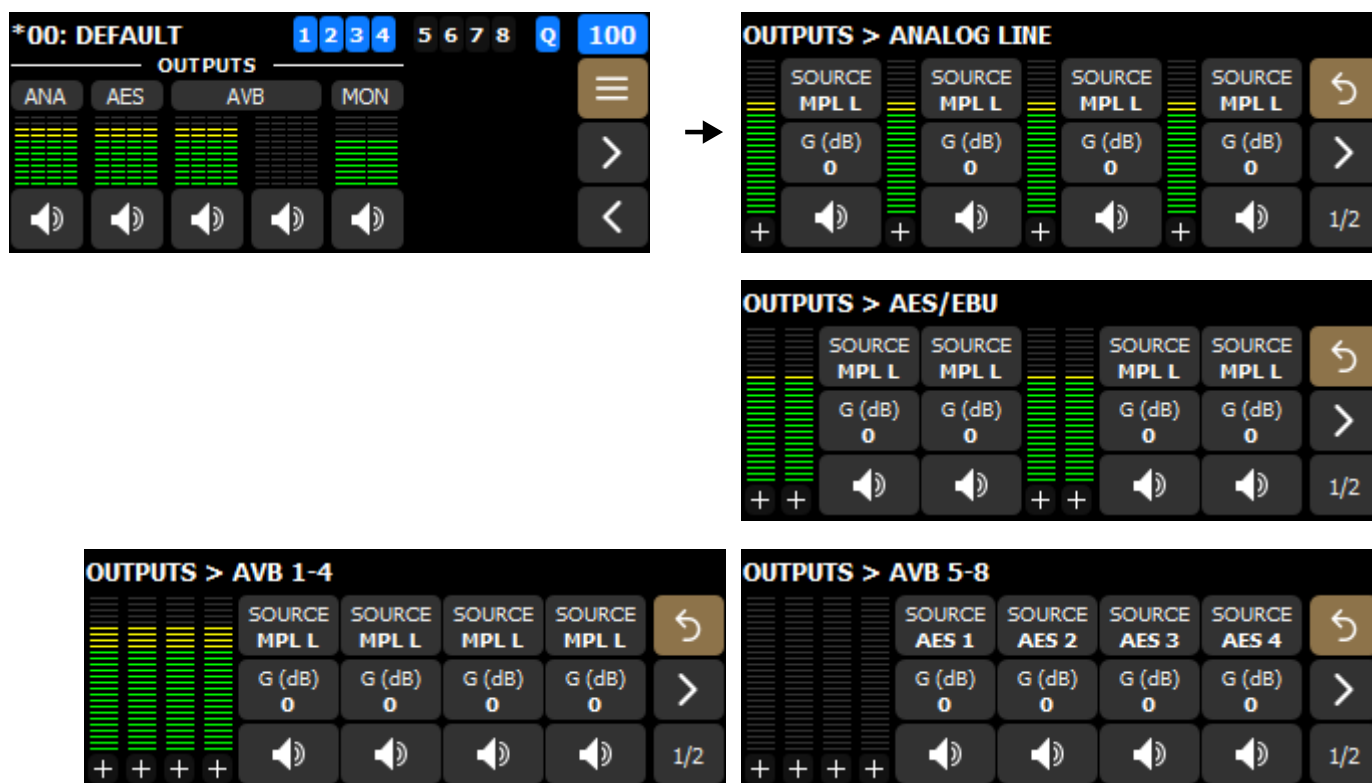 *00: DEFAULT 1 2 3 4 5 6 7 8 Q 100
OUTPUTS
ANA AES AVB MON
OUTPUTS > ANALOG LINE
SOURCE SOURCE SOURCE SOURCE
MPL L MPL L MPL L MPL L
G (dB) G (dB) G (dB) G (dB)
0 0 0 0
+ + + + 1/2
OUTPUTS > AES/EBU
SOURCE SOURCE SOURCE SOURCE
MPL L MPL L MPL L MPL L
G (dB) G (dB) G (dB) G (dB)
0 0 0 0
+ + + + 1/2
OUTPUTS > AVB 1-4
SOURCE SOURCE SOURCE SOURCE
MPL L MPL L MPL L MPL L
G (dB) G (dB) G (dB) G (dB)
0 0 0 0
+ + + + 1/2
OUTPUTS > AVB 5-8
SOURCE SOURCE SOURCE SOURCE
AES 1 AES 2 AES 3 AES 4
G (dB) G (dB) G (dB) G (dB)
0 0 0 0
+ + + + 1/2